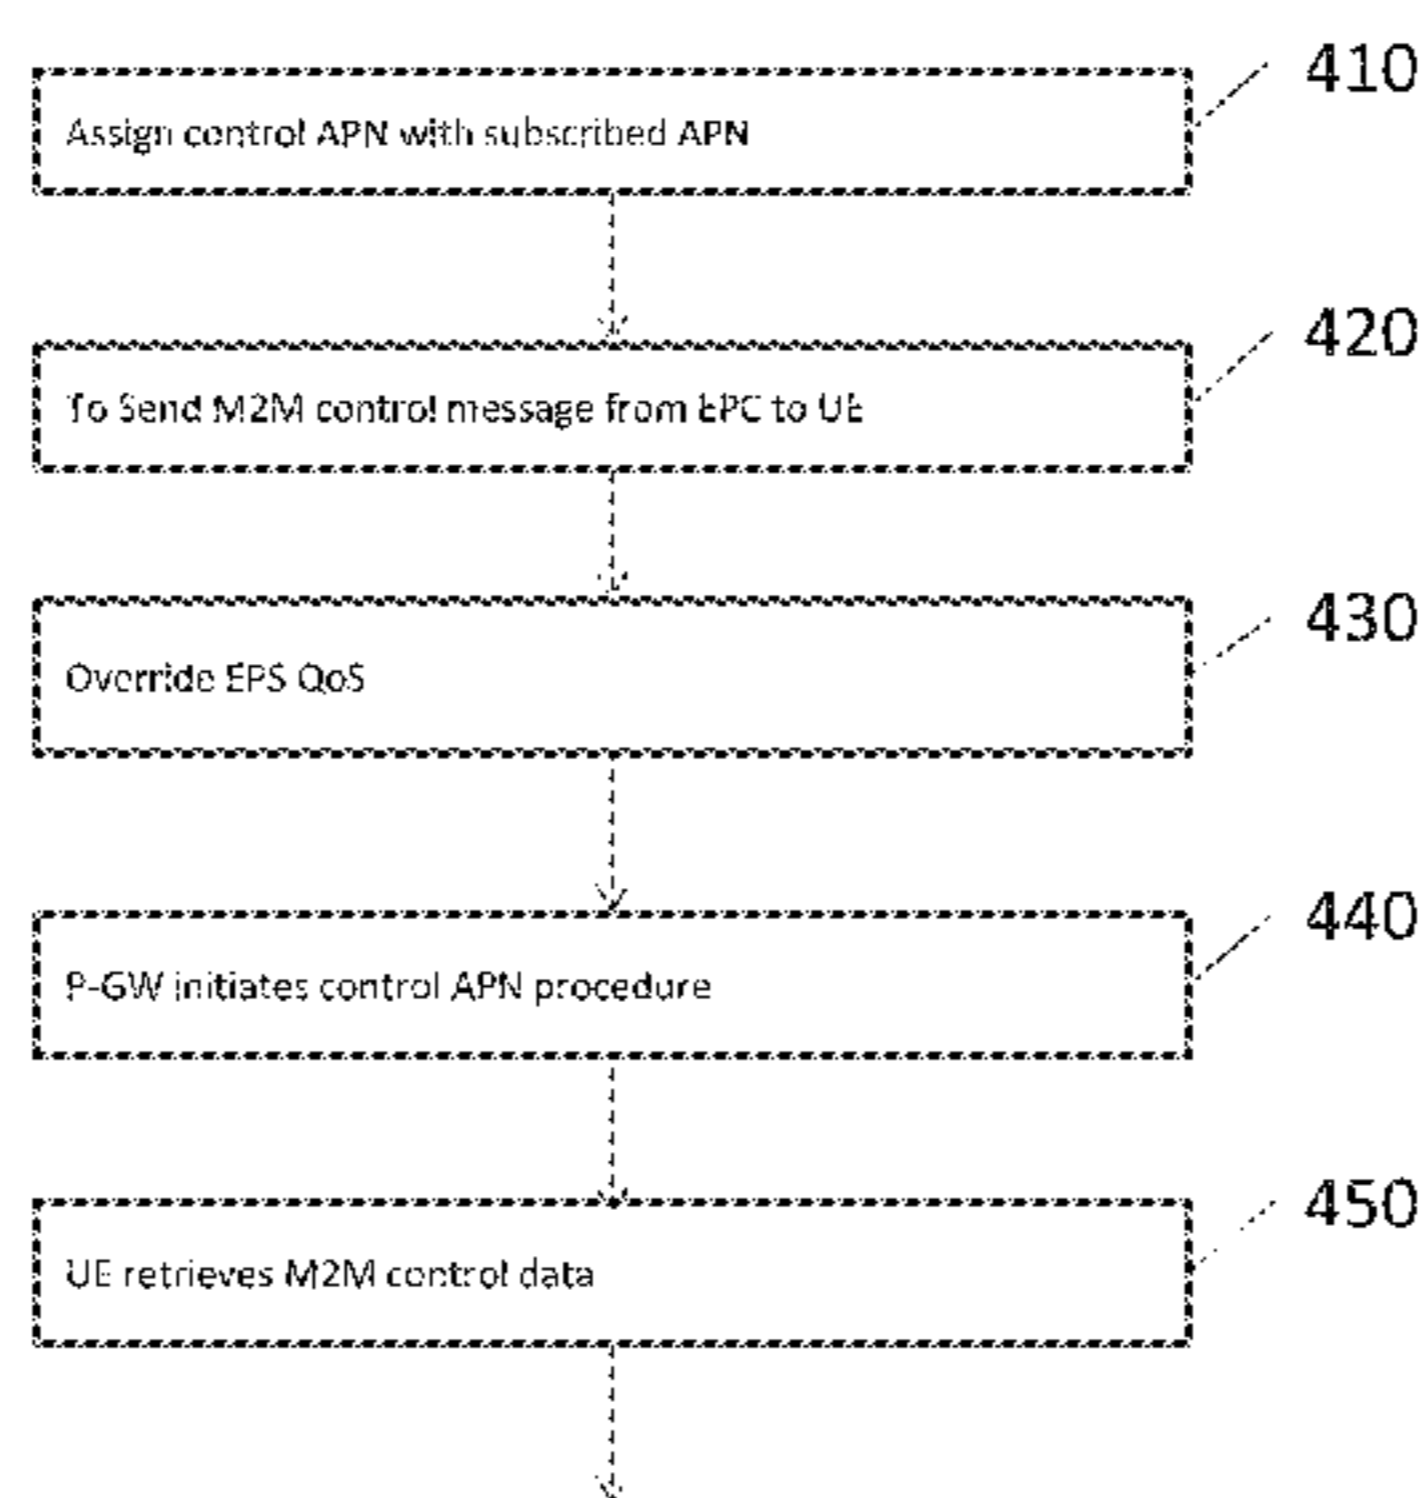 410
Assign control APN with subscribed APN
420
To Send M2M control message from EPC to UE
430
Override EPS QoS
440
P-GW initiates control APN procedure
450
UE retrieves M2M control data